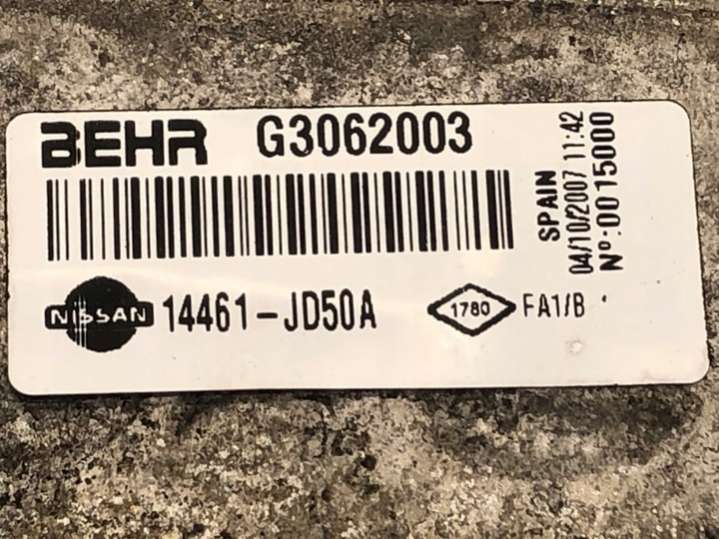 BEHR G3062003
NISSAN 14461-JD50A 1780 FA1/B
SPAIN
04/10/2007 11:42
Nº:0015000